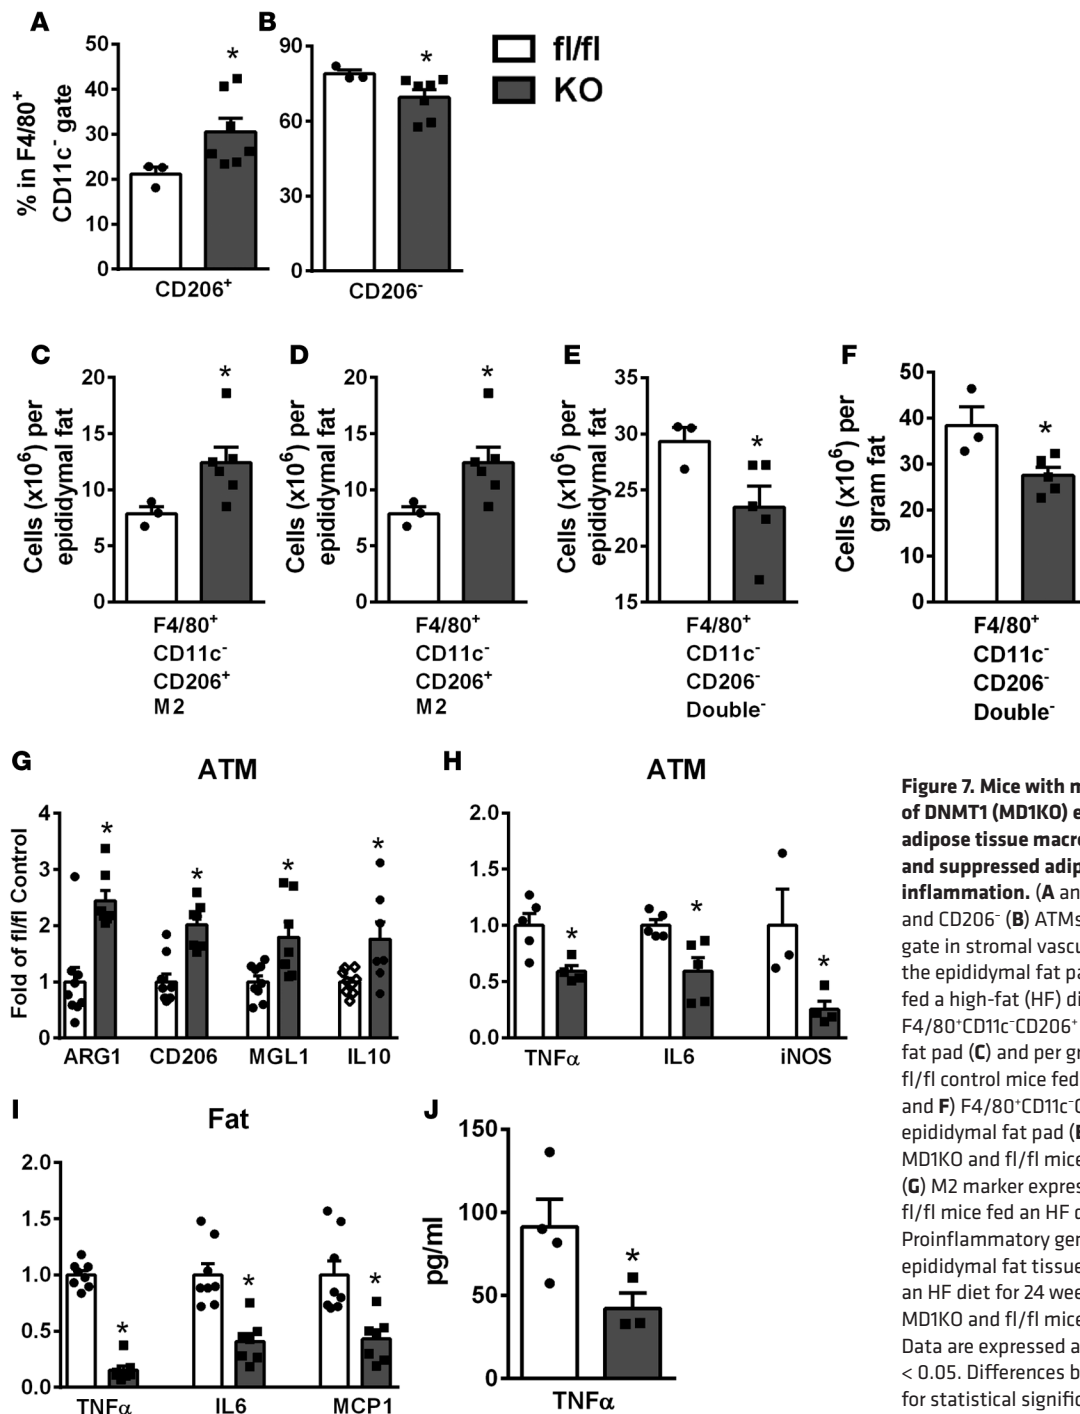 A
B
50
40
30
20
10
0
% in F4/80⁺
CD11c⁻ gate
*
CD206⁺
90
60
30
0
*
CD206⁻
fl/fl
KO
C
D
E
F
20
15
10
5
0
Cells (x10⁶) per
epididymal fat
*
F4/80⁺
CD11c⁻
CD206⁺
M2
20
15
10
5
0
Cells (x10⁶) per
epididymal fat
*
F4/80⁺
CD11c⁻
CD206⁺
M2
35
30
25
20
15
Cells (x10⁶) per
epididymal fat
*
F4/80⁺
CD11c⁻
CD206⁻
Double⁻
50
40
30
20
10
0
Cells (x10⁶) per
gram fat
*
F4/80⁺
CD11c⁻
CD206⁻
Double⁻
G
ATM
4
3
2
1
0
Fold of fl/fl Control
* * * *
ARG1 CD206 MGL1 IL10
H
ATM
2.0
1.5
1.0
0.5
0.0
* * *
TNFα IL6 iNOS
I
Fat
2.0
1.5
1.0
0.5
0.0
* * *
TNFα IL6 MCP1
J
150
100
50
0
pg/ml
*
TNFα
Figure 7. Mice with m
of DNMT1 (MD1KO) e
adipose tissue macro
and suppressed adip
inflammation. (A an
and CD206⁻ (B) ATMs
gate in stromal vascu
the epididymal fat pa
fed a high-fat (HF) di
F4/80⁺CD11c⁻CD206⁺
fat pad (C) and per gr
fl/fl control mice fed
and F) F4/80⁺CD11c⁻C
epididymal fat pad (E
MD1KO and fl/fl mice
(G) M2 marker expres
fl/fl mice fed an HF d
Proinflammatory gen
epididymal fat tissue
an HF diet for 24 wee
MD1KO and fl/fl mice
Data are expressed a
< 0.05. Differences b
for statistical signific